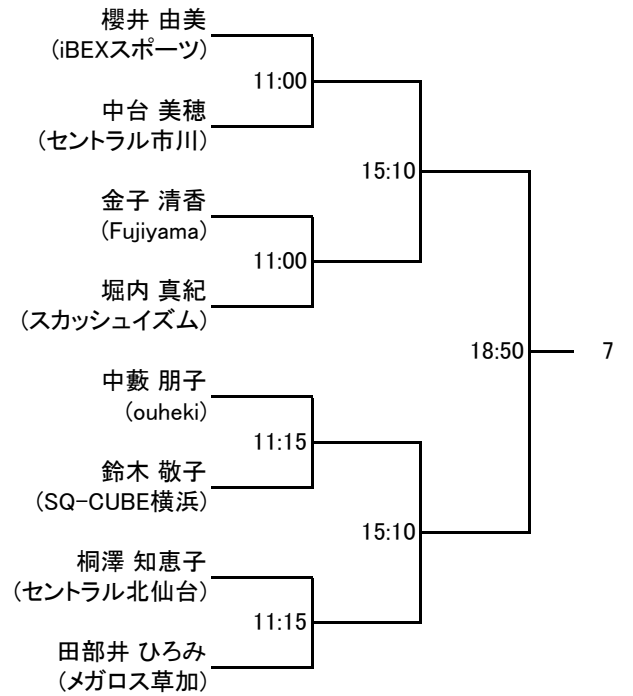 櫻井 由美
(iBEXスポーツ)
11:00
中台 美穂
(セントラル市川)
15:10
金子 清香
(Fujiyama)
11:00
堀内 真紀
(スカッシュイズム)
18:50
7
中藪 朋子
(ouheki)
11:15
鈴木 敬子
(SQ-CUBE横浜)
15:10
桐澤 知恵子
(セントラル北仙台)
11:15
田部井 ひろみ
(メガロス草加)